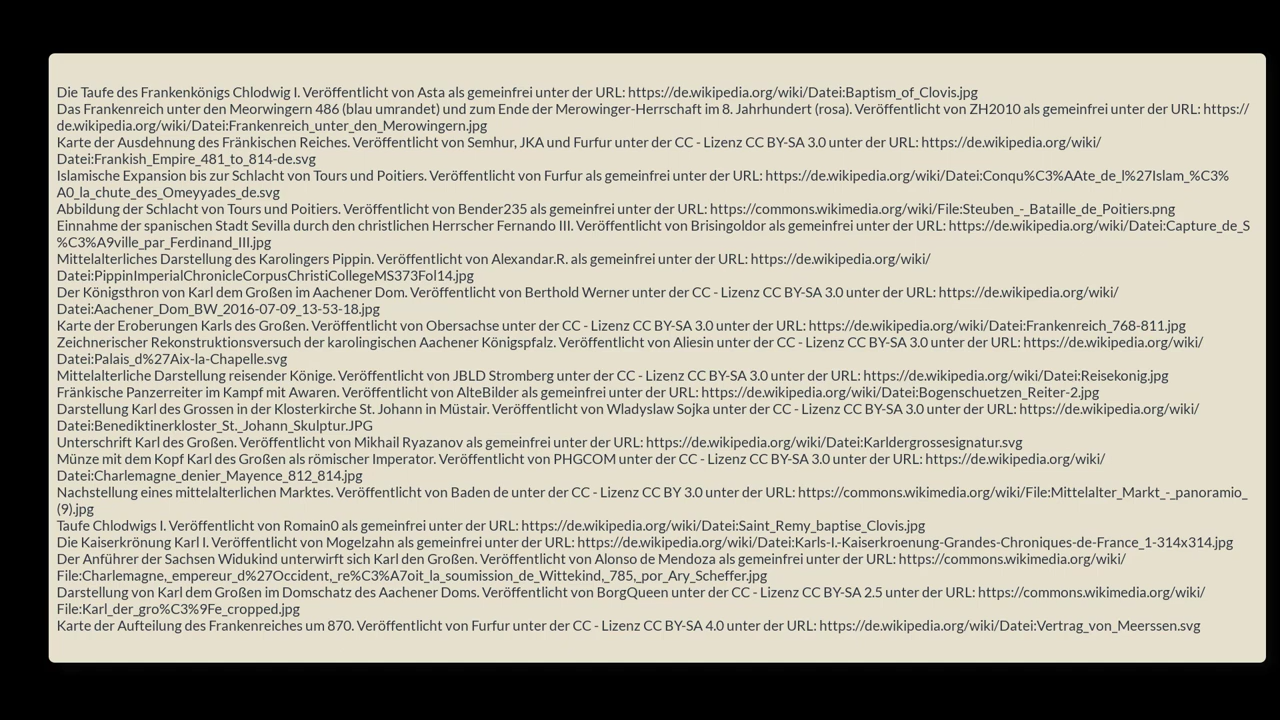 Die Taufe des Frankenkönigs Chlodwig I. Veröffentlicht von Asta als gemeinfrei unter der URL: https://de.wikipedia.org/wiki/Datei:Baptism_of_Clovis.jpg
Das Frankenreich unter den Meorwingern 486 (blau umrandet) und zum Ende der Merowinger-Herrschaft im 8. Jahrhundert (rosa). Veröffentlicht von ZH2010 als gemeinfrei unter der URL: https://
de.wikipedia.org/wiki/Datei:Frankenreich_unter_den_Merowingern.jpg
Karte der Ausdehnung des Fränkischen Reiches. Veröffentlicht von Semhur, JKA und Furfur unter der CC - Lizenz CC BY-SA 3.0 unter der URL: https://de.wikipedia.org/wiki/
Datei:Frankish_Empire_481_to_814-de.svg
Islamische Expansion bis zur Schlacht von Tours und Poitiers. Veröffentlicht von Furfur als gemeinfrei unter der URL: https://de.wikipedia.org/wiki/Datei:Conqu%C3%AAte_de_l%27Islam_%C3%
A0_la_chute_des_Omeyyades_de.svg
Abbildung der Schlacht von Tours und Poitiers. Veröffentlicht von Bender235 als gemeinfrei unter der URL: https://commons.wikimedia.org/wiki/File:Steuben_-_Bataille_de_Poitiers.png
Einnahme der spanischen Stadt Sevilla durch den christlichen Herrscher Fernando III. Veröffentlicht von Brisingoldor als gemeinfrei unter der URL: https://de.wikipedia.org/wiki/Datei:Capture_de_S
%C3%A9ville_par_Ferdinand_III.jpg
Mittelalterliches Darstellung des Karolingers Pippin. Veröffentlicht von Alexandar.R. als gemeinfrei unter der URL: https://de.wikipedia.org/wiki/
Datei:PippinImperialChronicleCorpusChristiCollegeMS373Fol14.jpg
Der Königsthron von Karl dem Großen im Aachener Dom. Veröffentlicht von Berthold Werner unter der CC - Lizenz CC BY-SA 3.0 unter der URL: https://de.wikipedia.org/wiki/
Datei:Aachener_Dom_BW_2016-07-09_13-53-18.jpg
Karte der Eroberungen Karls des Großen. Veröffentlicht von Obersachse unter der CC - Lizenz CC BY-SA 3.0 unter der URL: https://de.wikipedia.org/wiki/Datei:Frankenreich_768-811.jpg
Zeichnerischer Rekonstruktionsversuch der karolingischen Aachener Königspfalz. Veröffentlicht von Aliesin unter der CC - Lizenz CC BY-SA 3.0 unter der URL: https://de.wikipedia.org/wiki/
Datei:Palais_d%27Aix-la-Chapelle.svg
Mittelalterliche Darstellung reisender Könige. Veröffentlicht von JBLD Stromberg unter der CC - Lizenz CC BY-SA 3.0 unter der URL: https://de.wikipedia.org/wiki/Datei:Reisekonig.jpg
Fränkische Panzerreiter im Kampf mit Awaren. Veröffentlicht von AlteBilder als gemeinfrei unter der URL: https://de.wikipedia.org/wiki/Datei:Bogenschuetzen_Reiter-2.jpg
Darstellung Karl des Grossen in der Klosterkirche St. Johann in Müstair. Veröffentlicht von Wladyslaw Sojka unter der CC - Lizenz CC BY-SA 3.0 unter der URL: https://de.wikipedia.org/wiki/
Datei:Benediktinerkloster_St._Johann_Skulptur.JPG
Unterschrift Karl des Großen. Veröffentlicht von Mikhail Ryazanov als gemeinfrei unter der URL: https://de.wikipedia.org/wiki/Datei:Karldergrossesignatur.svg
Münze mit dem Kopf Karl des Großen als römischer Imperator. Veröffentlicht von PHGCOM unter der CC - Lizenz CC BY-SA 3.0 unter der URL: https://de.wikipedia.org/wiki/
Datei:Charlemagne_denier_Mayence_812_814.jpg
Nachstellung eines mittelalterlichen Marktes. Veröffentlicht von Baden de unter der CC - Lizenz CC BY 3.0 unter der URL: https://commons.wikimedia.org/wiki/File:Mittelalter_Markt_-_panoramio_
(9).jpg
Taufe Chlodwigs I. Veröffentlicht von Romain0 als gemeinfrei unter der URL: https://de.wikipedia.org/wiki/Datei:Saint_Remy_baptise_Clovis.jpg
Die Kaiserkrönung Karl I. Veröffentlicht von Mogelzahn als gemeinfrei unter der URL: https://de.wikipedia.org/wiki/Datei:Karls-I.-Kaiserkroenung-Grandes-Chroniques-de-France_1-314x314.jpg
Der Anführer der Sachsen Widukind unterwirft sich Karl den Großen. Veröffentlicht von Alonso de Mendoza als gemeinfrei unter der URL: https://commons.wikimedia.org/wiki/
File:Charlemagne,_empereur_d%27Occident,_re%C3%A7oit_la_soumission_de_Wittekind,_785,_por_Ary_Scheffer.jpg
Darstellung von Karl dem Großem im Domschatz des Aachener Doms. Veröffentlicht von BorgQueen unter der CC - Lizenz CC BY-SA 2.5 unter der URL: https://commons.wikimedia.org/wiki/
File:Karl_der_gro%C3%9Fe_cropped.jpg
Karte der Aufteilung des Frankenreiches um 870. Veröffentlicht von Furfur unter der CC - Lizenz CC BY-SA 4.0 unter der URL: https://de.wikipedia.org/wiki/Datei:Vertrag_von_Meerssen.svg